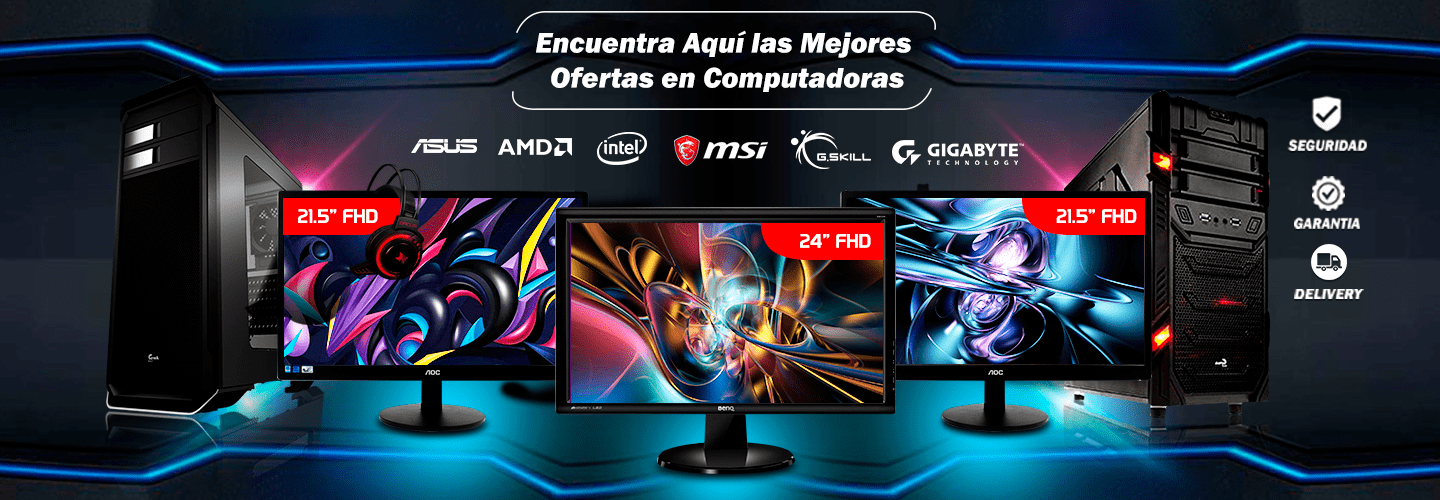 Encuentra Aquí las Mejores
Ofertas en Computadoras
ASUS AMD intel msi G.SKILL GIGABYTE™
TECHNOLOGY
SEGURIDAD
GARANTIA
DELIVERY
21.5" FHD
24" FHD
21.5" FHD
AOC
BenQ
AOC